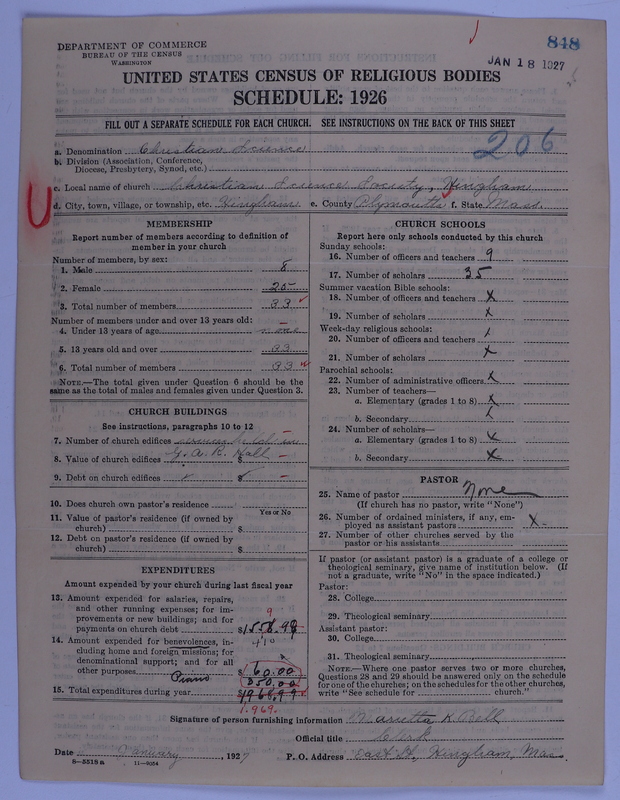 DEPARTMENT OF COMMERCE
BUREAU OF THE CENSUS
WASHINGTON
848
JAN 18 1927
UNITED STATES CENSUS OF RELIGIOUS BODIES
SCHEDULE: 1926
FILL OUT A SEPARATE SCHEDULE FOR EACH CHURCH. SEE INSTRUCTIONS ON THE BACK OF THIS SHEET
206
a. Denomination Christian Science
b. Division (Association, Conference, Diocese, Presbytery, Synod, etc.)
c. Local name of church Christian Science Society, Hingham
d. City, town, village, or township, etc. Hingham e. County Plymouth f. State Mass.
MEMBERSHIP
Report number of members according to definition of member in your church
Number of members, by sex:
1. Male 8
2. Female 25
3. Total number of members 33
Number of members under and over 13 years old:
4. Under 13 years of age none
5. 13 years old and over 33
6. Total number of members 33
NOTE.—The total given under Question 6 should be the same as the total of males and females given under Question 3.
CHURCH BUILDINGS
See instructions, paragraphs 10 to 12
7. Number of church edifices services held in
8. Value of church edifices G. A. R. Hall $
9. Debt on church edifices $
10. Does church own pastor's residence
Yes or No
11. Value of pastor's residence (if owned by church) $
12. Debt on pastor's residence (if owned by church) $
EXPENDITURES
Amount expended by your church during last fiscal year
13. Amount expended for salaries, repairs, and other running expenses; for improvements or new buildings; and for payments on church debt $
14. Amount expended for benevolences, including home and foreign missions; for denominational support; and for all other purposes $ 60.00
Piano 350.00
15. Total expenditures during year $ 1968.99
1.969.
CHURCH SCHOOLS
Report here only schools conducted by this church
Sunday schools:
16. Number of officers and teachers 9
17. Number of scholars 35
Summer vacation Bible schools:
18. Number of officers and teachers X
19. Number of scholars X
Week-day religious schools:
20. Number of officers and teachers X
21. Number of scholars X
Parochial schools:
22. Number of administrative officers X
23. Number of teachers—
a. Elementary (grades 1 to 8) X
b. Secondary X
24. Number of scholars—
a. Elementary (grades 1 to 8) X
b. Secondary X
PASTOR
25. Name of pastor None
(If church has no pastor, write "None")
26. Number of ordained ministers, if any, employed as assistant pastors X
27. Number of other churches served by the pastor or his assistants
If pastor (or assistant pastor) is a graduate of a college or theological seminary, give name of institution below. (If not a graduate, write "No" in the space indicated.)
Pastor:
28. College
29. Theological seminary
Assistant pastor:
30. College
31. Theological seminary
NOTE.—Where one pastor serves two or more churches, Questions 28 and 29 should be answered only on the schedule for one of the churches; on the schedules for the other churches, write "See schedule for ........ church."
Signature of person furnishing information Marietta K. Bell
Official title Clerk
Date January, 1927 P. O. Address East St, Hingham, Mass.
8—5518a 11—9054